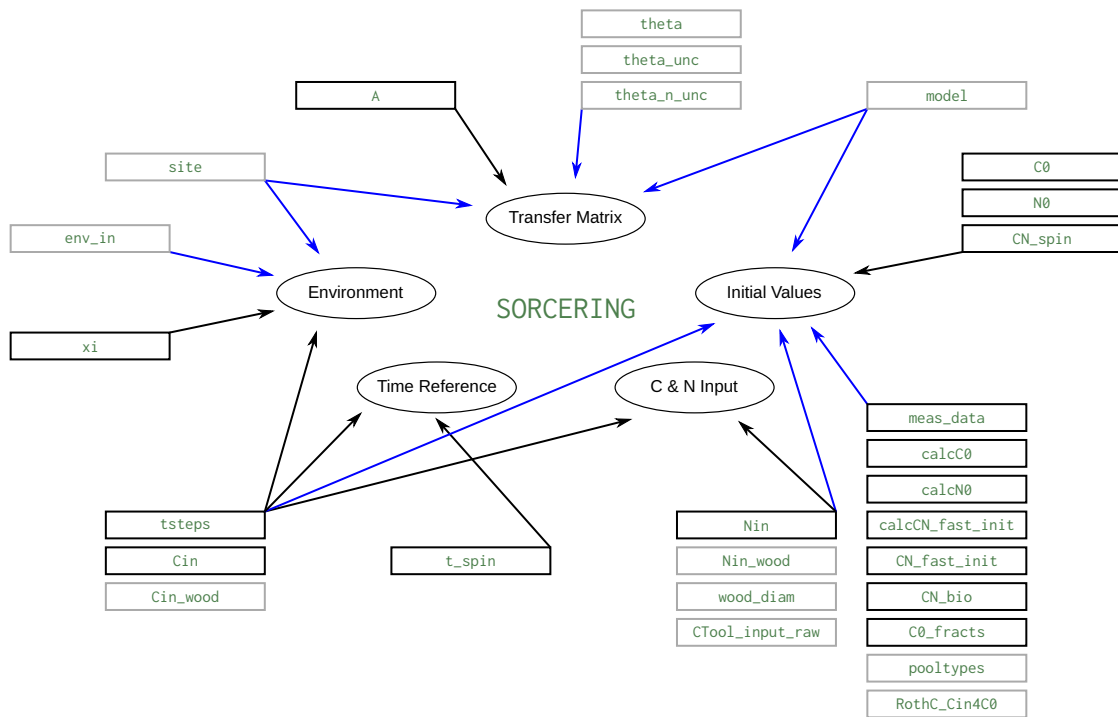 theta
theta_unc
theta_n_unc
A
model
site
C0
N0
CN_spin
Transfer Matrix
env_in
Environment
Initial Values
SORCERING
xi
Time Reference
C & N Input
meas_data
calcC0
calcN0
tsteps
Nin
calcCN_fast_init
Cin
t_spin
Nin_wood
CN_fast_init
Cin_wood
wood_diam
CN_bio
CTool_input_raw
C0_fracts
pooltypes
RothC_Cin4C0